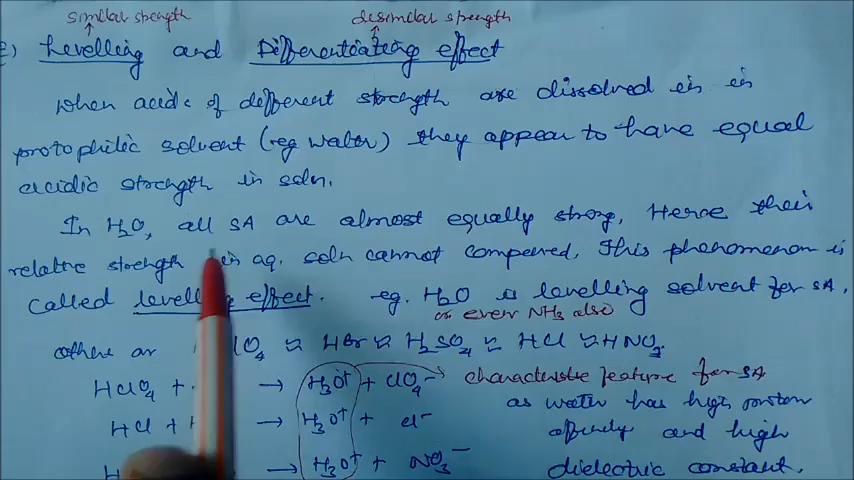 similar strength desimilar strength
Levelling and Differentiating effect
When acids of different strength are dissolved in in
protophilic solvent (eg water) they appear to have equal
acidic strength in soln.
In H₂O, all SA are almost equally strong, Hence their
relative strength in aq. soln cannot compared, This phenomenon is
called levelling effect. eg. H₂O is levelling solvent for SA,
or even NH₃ also
others ar HBr ≈ H₂SO₄ ≈ HCl ≈ HNO₃
HClO₄ + → H₃O⁺ + ClO₄⁻ characteristic feature for SA
as water has high proton
HCl + → H₃O⁺ + Cl⁻ affinity and high
→ H₃O⁺ + NO₃⁻ dielectric constant.